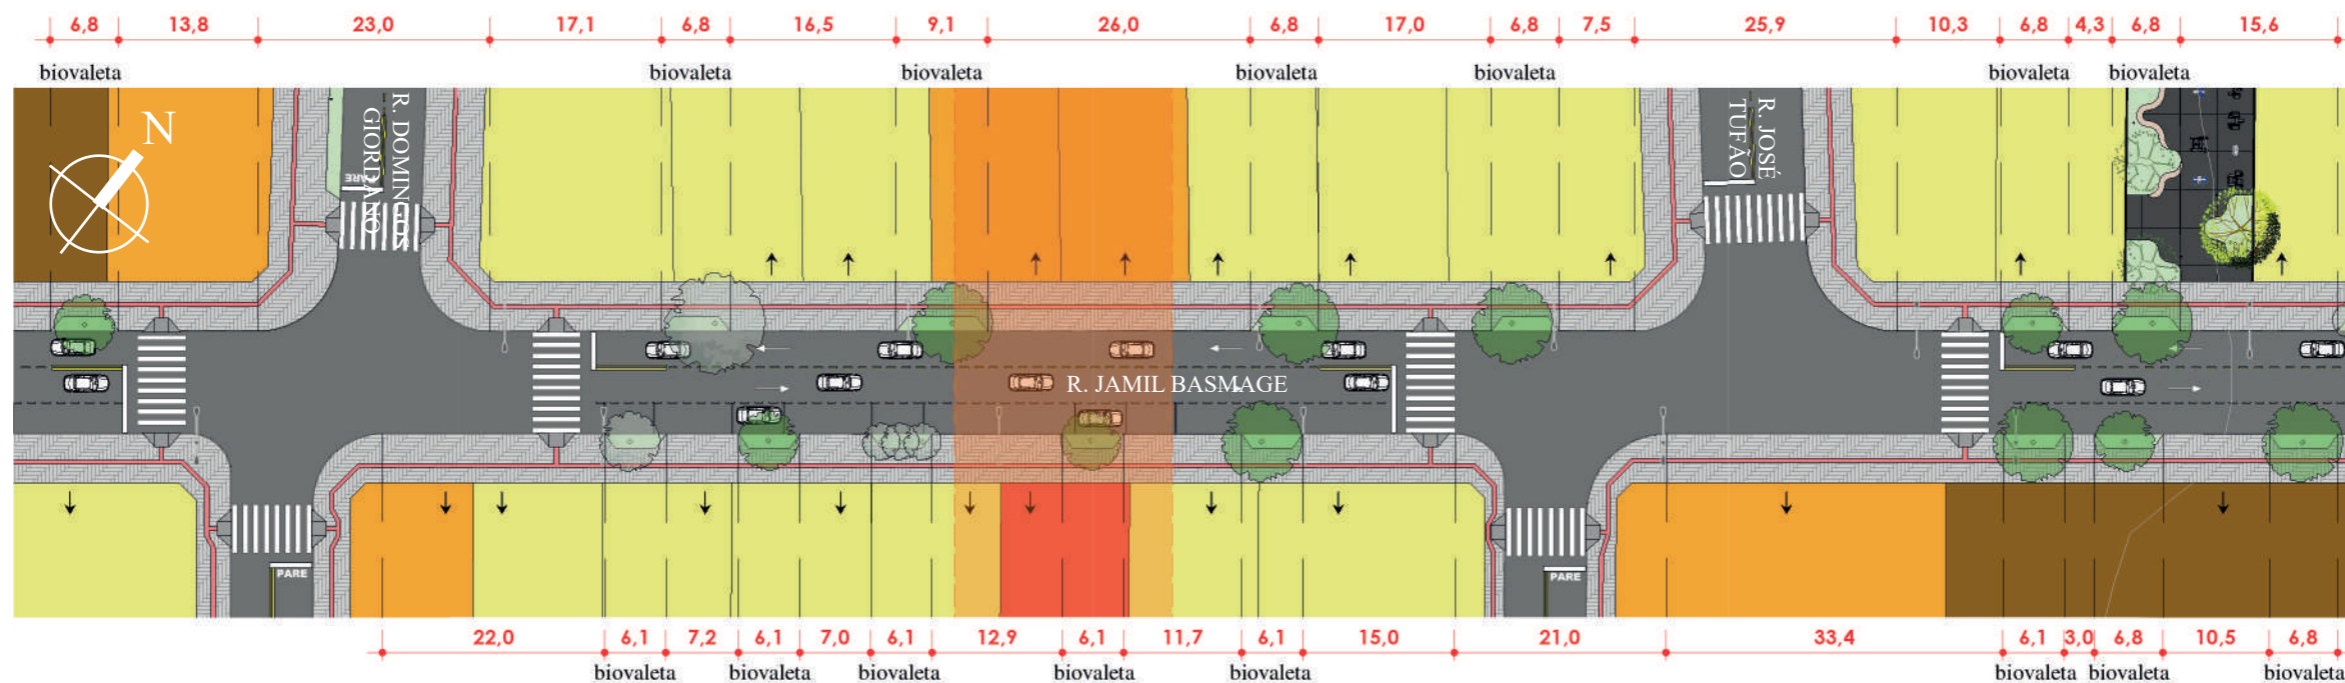 6,8 13,8 23,0 17,1 6,8 16,5 9,1 26,0 6,8 17,0 6,8 7,5 25,9 10,3 6,8 4,3 6,8 15,6
biovaleta biovaleta biovaleta biovaleta biovaleta biovaleta biovaleta
N
R. DOMINGOS
GIORDANO
PARE
R. JOSÉ
TUFÃO
R. JAMIL BASMAGE
PARE
PARE
22,0 6,1 7,2 6,1 7,0 6,1 12,9 6,1 11,7 6,1 15,0 21,0 33,4 6,1 3,0 6,8 10,5 6,8
biovaleta biovaleta biovaleta biovaleta biovaleta biovaleta biovaleta biovaleta